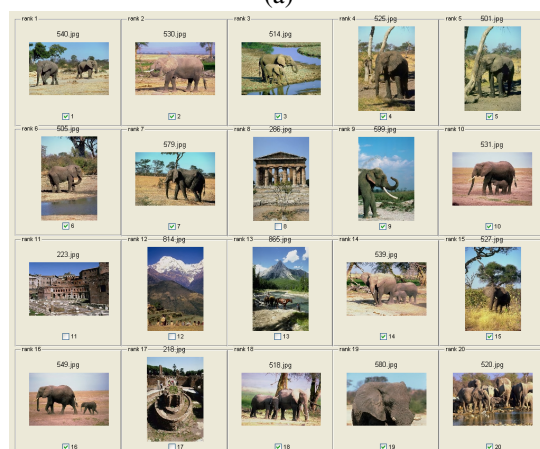 (a)
rank 1 rank 2 rank 3 rank 4 rank 5
540.jpg 530.jpg 514.jpg 525.jpg 501.jpg
1 2 3 4 5
rank 6 rank 7 rank 8 rank 9 rank 10
505.jpg 579.jpg 286.jpg 599.jpg 531.jpg
6 7 8 9 10
rank 11 rank 12 rank 13 rank 14 rank 15
223.jpg 814.jpg 865.jpg 539.jpg 527.jpg
11 12 13 14 15
rank 16 rank 17 rank 18 rank 19 rank 20
549.jpg 218.jpg 518.jpg 580.jpg 520.jpg
16 17 18 19 20